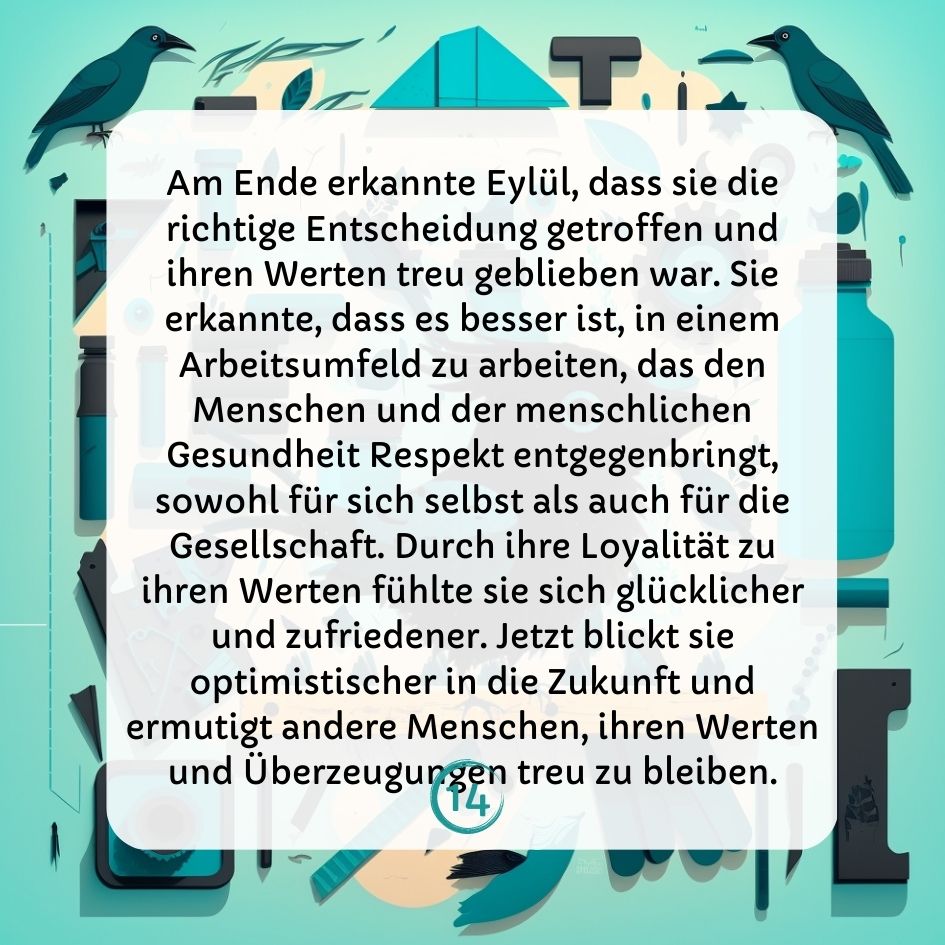 Am Ende erkannte Eylül, dass sie die
richtige Entscheidung getroffen und
ihren Werten treu geblieben war. Sie
erkannte, dass es besser ist, in einem
Arbeitsumfeld zu arbeiten, das den
Menschen und der menschlichen
Gesundheit Respekt entgegenbringt,
sowohl für sich selbst als auch für die
Gesellschaft. Durch ihre Loyalität zu
ihren Werten fühlte sie sich glücklicher
und zufriedener. Jetzt blickt sie
optimistischer in die Zukunft und
ermutigt andere Menschen, ihren Werten
und Überzeugungen treu zu bleiben.
14